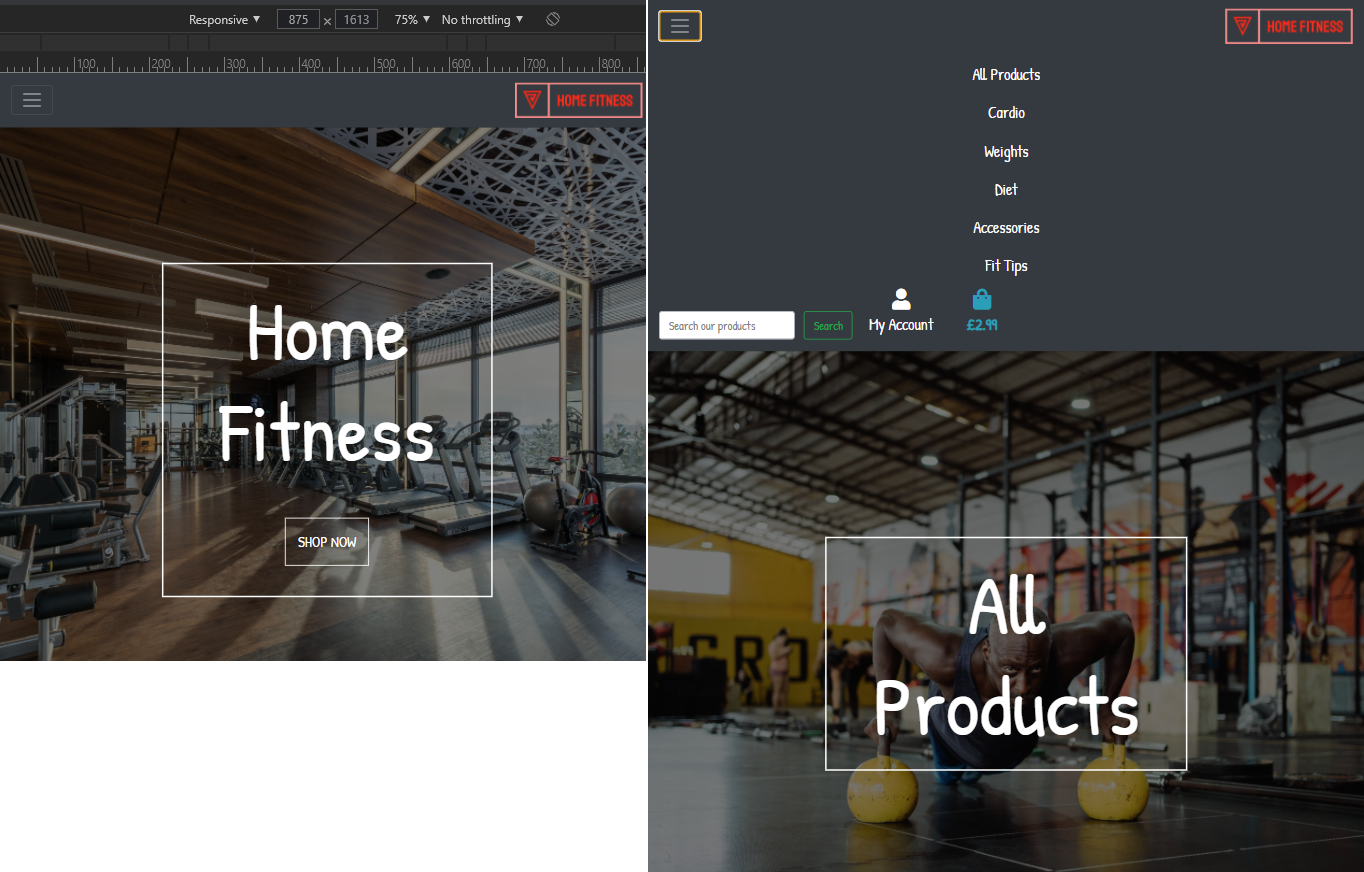 Responsive ▼ 875 × 1613 75% ▼ No throttling ▼
100 200 300 400 500 600 700 800
HOME FITNESS
Home
Fitness
SHOP NOW
HOME FITNESS
All Products
Cardio
Weights
Diet
Accessories
Fit Tips
Search our products Search My Account £2.99
All
Products